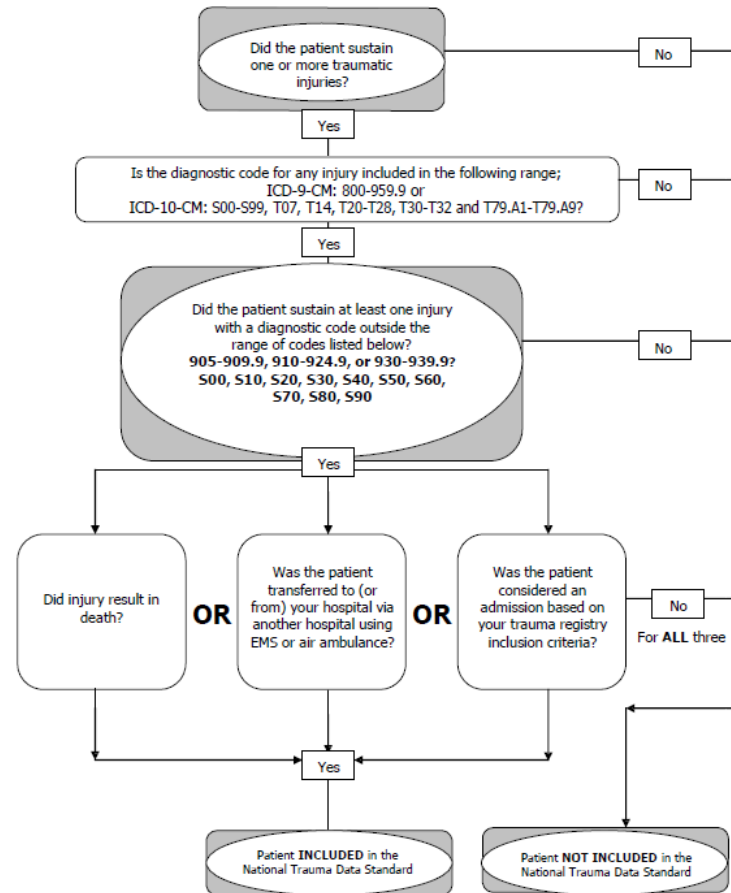 Did the patient sustain
one or more traumatic
injuries?
No
Yes
Is the diagnostic code for any injury included in the following range;
ICD-9-CM: 800-959.9 or
ICD-10-CM: S00-S99, T07, T14, T20-T28, T30-T32 and T79.A1-T79.A9?
No
Yes
Did the patient sustain at least one injury
with a diagnostic code outside the
range of codes listed below?
905-909.9, 910-924.9, or 930-939.9?
S00, S10, S20, S30, S40, S50, S60,
S70, S80, S90
No
Yes
Did injury result in
death?
OR
Was the patient
transferred to (or
from) your hospital via
another hospital using
EMS or air ambulance?
OR
Was the patient
considered an
admission based on
your trauma registry
inclusion criteria?
No
For ALL three
Yes
Patient INCLUDED in the
National Trauma Data Standard
Patient NOT INCLUDED in the
National Trauma Data Standard